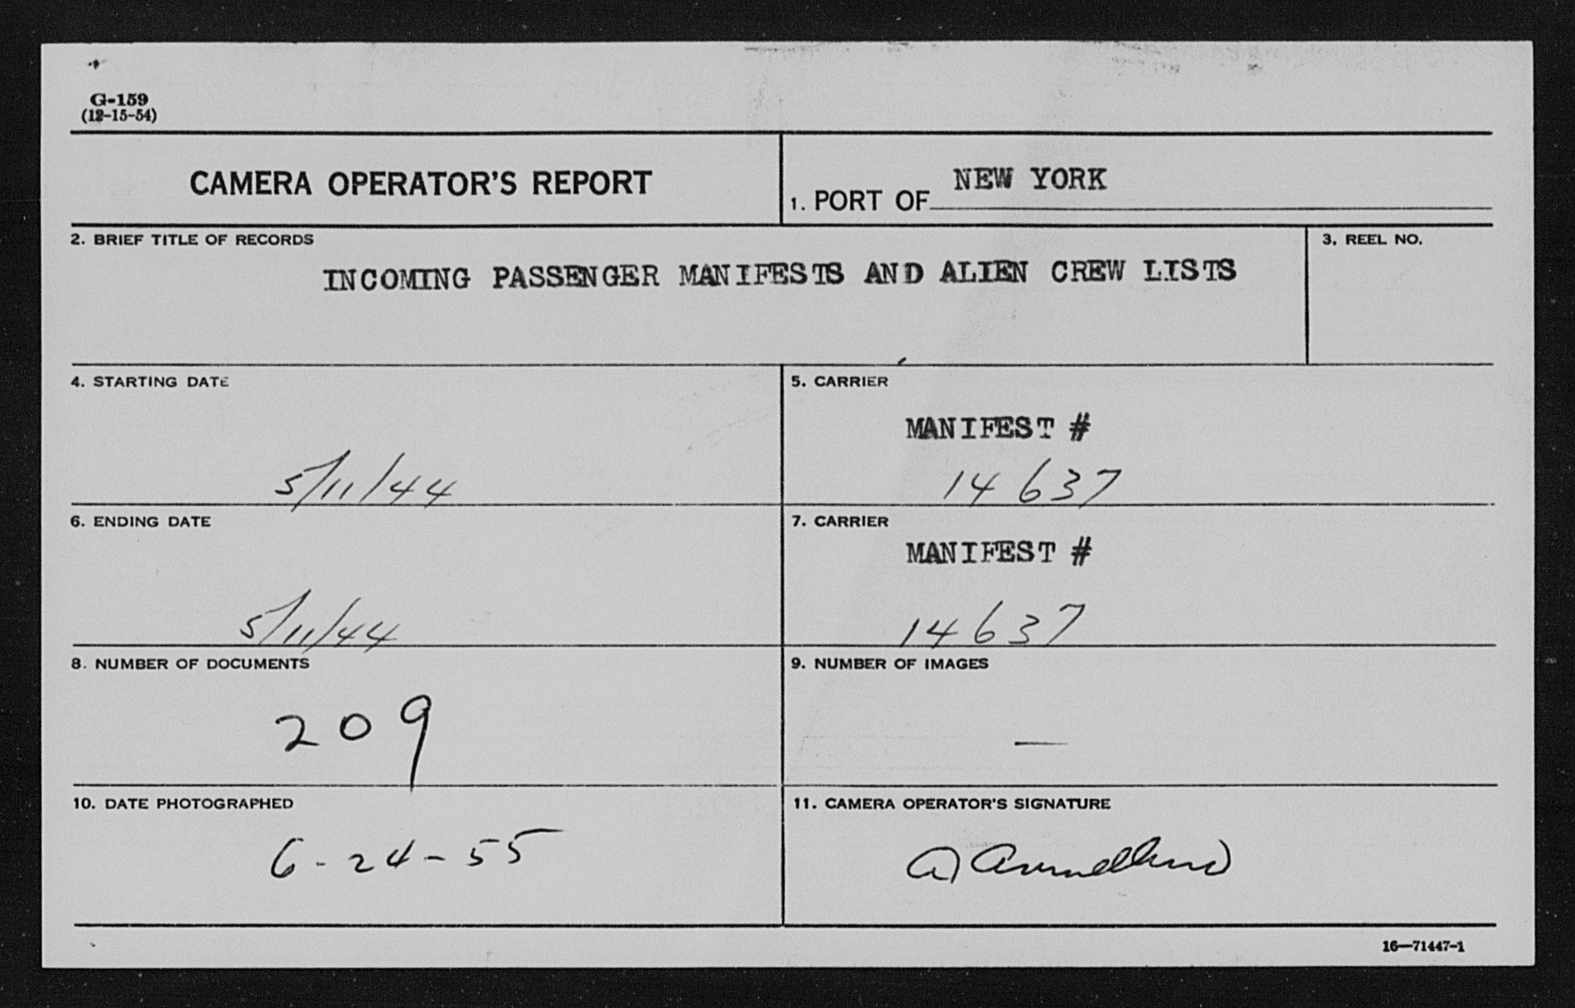 G-159
(12-15-54)
CAMERA OPERATOR'S REPORT
1. PORT OF NEW YORK
2. BRIEF TITLE OF RECORDS
INCOMING PASSENGER MANIFESTS AND ALIEN CREW LISTS
3. REEL NO.
4. STARTING DATE
5/11/44
5. CARRIER
MANIFEST #
14637
6. ENDING DATE
5/11/44
7. CARRIER
MANIFEST #
14637
8. NUMBER OF DOCUMENTS
209
9. NUMBER OF IMAGES
—
10. DATE PHOTOGRAPHED
6-24-55
11. CAMERA OPERATOR'S SIGNATURE
16—71447-1